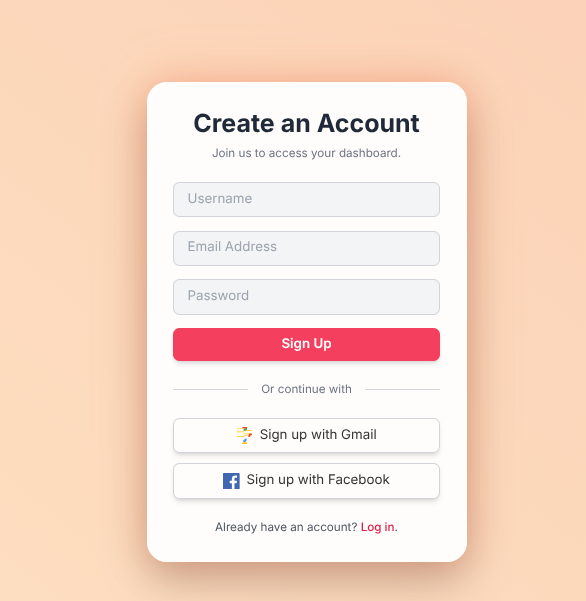 Create an Account
Join us to access your dashboard.
Username
Email Address
Password
Sign Up
Or continue with
Sign up with Gmail
Sign up with Facebook
Already have an account? Log in.